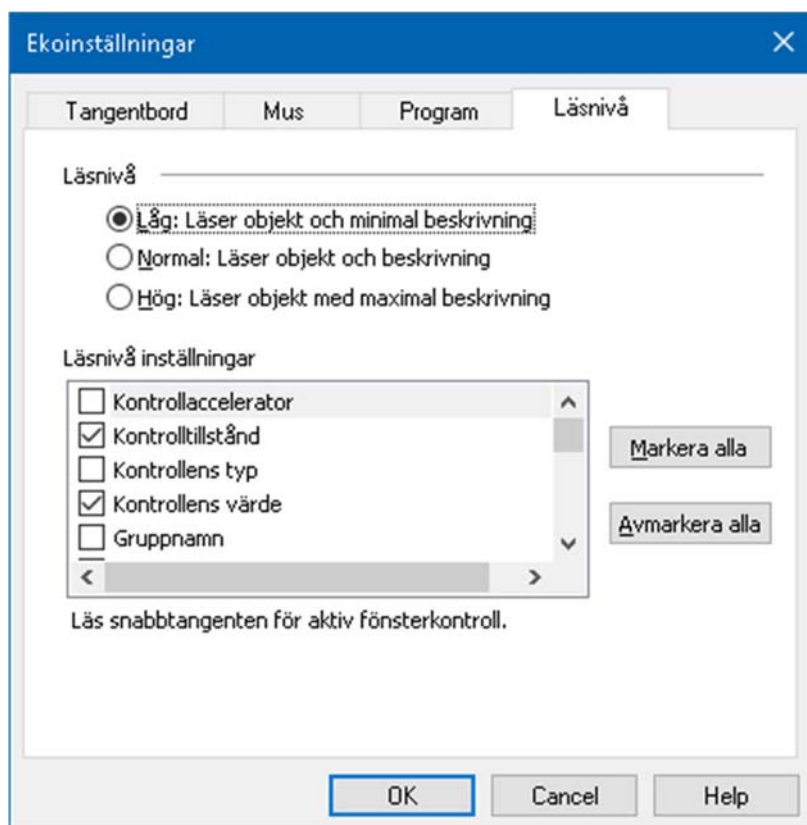 Ekoinställningar
Tangentbord Mus Program Läsnivå
Läsnivå
Låg: Läser objekt och minimal beskrivning
Normal: Läser objekt och beskrivning
Hög: Läser objekt med maximal beskrivning
Läsnivå inställningar
Kontrollaccelerator
Kontrolltillstånd
Kontrollens typ
Kontrollens värde
Gruppnamn
Markera alla
Avmarkera alla
Läs snabbtangenten för aktiv fönsterkontroll.
OK Cancel Help